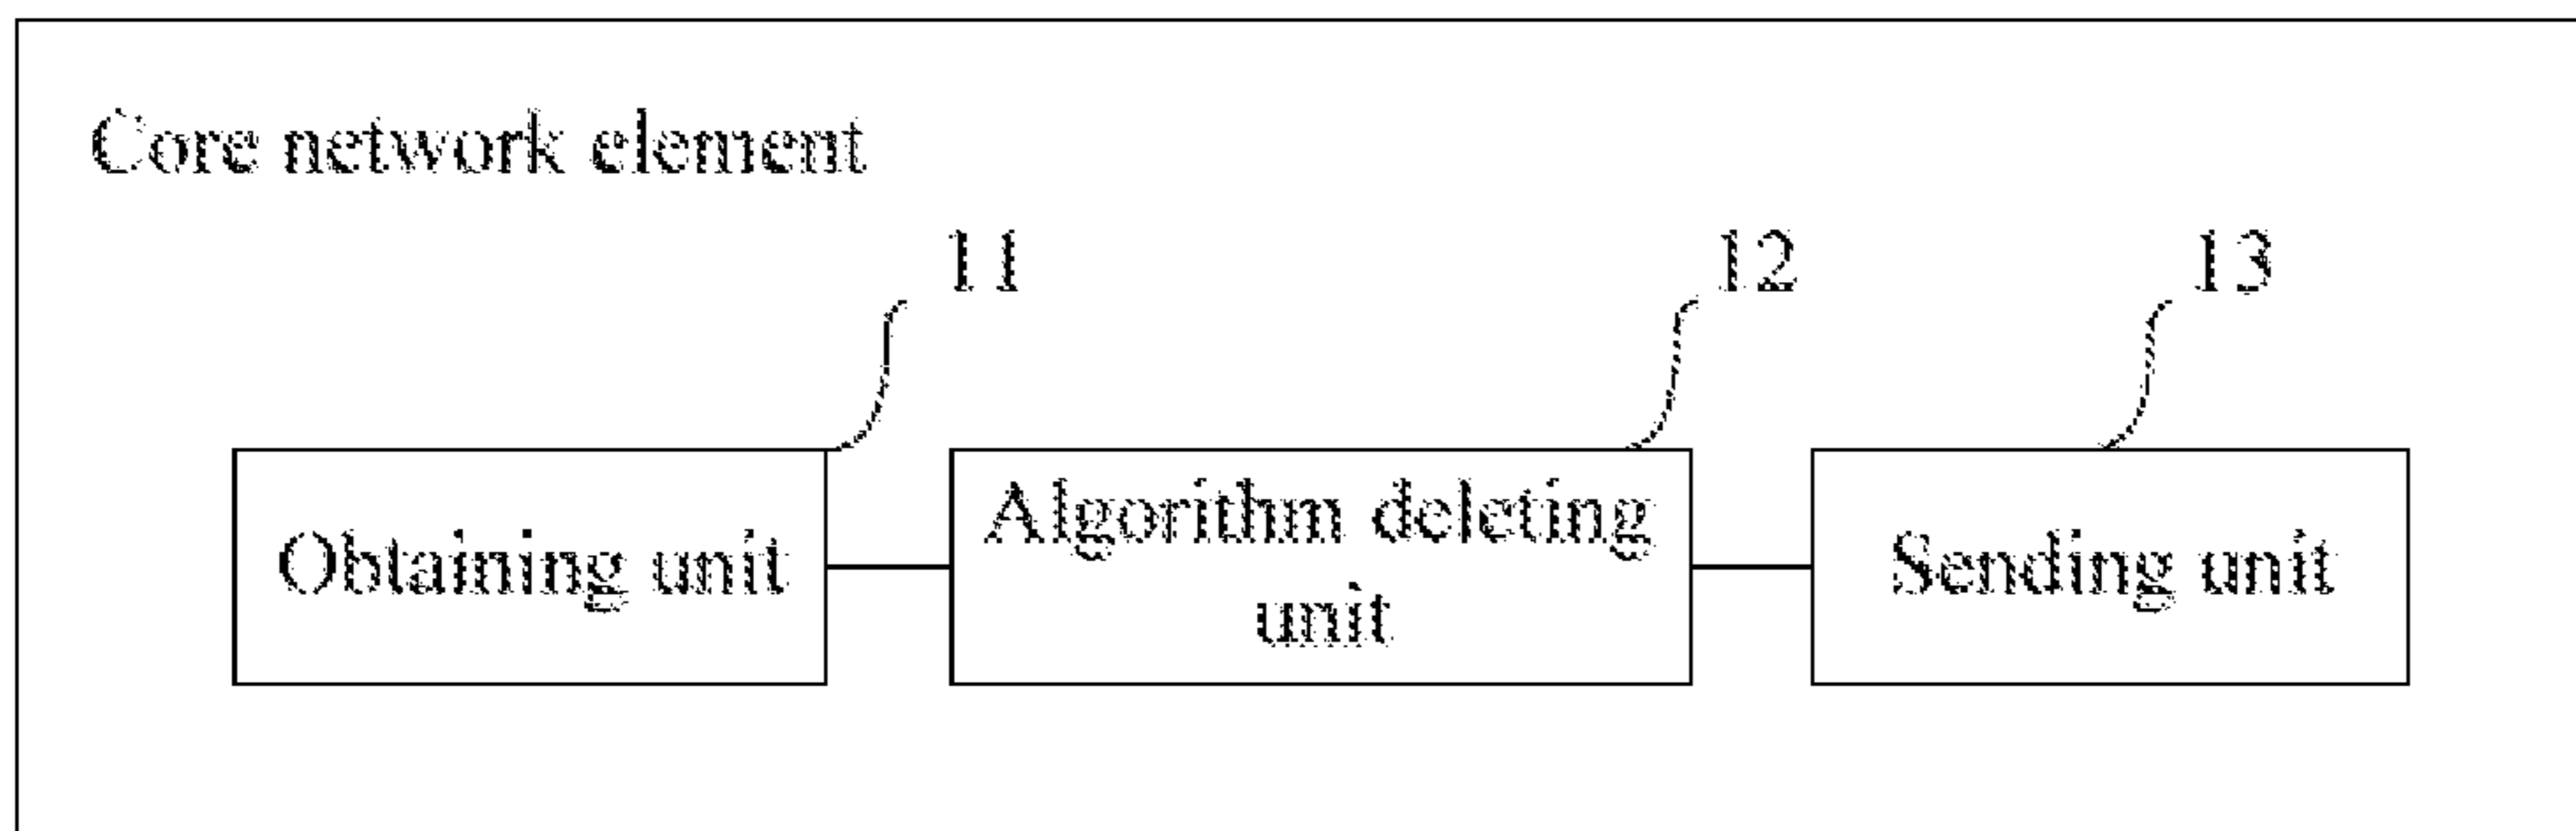 Core network element
11
12
13
Obtaining unit
Algorithm deleting
unit
Sending unit